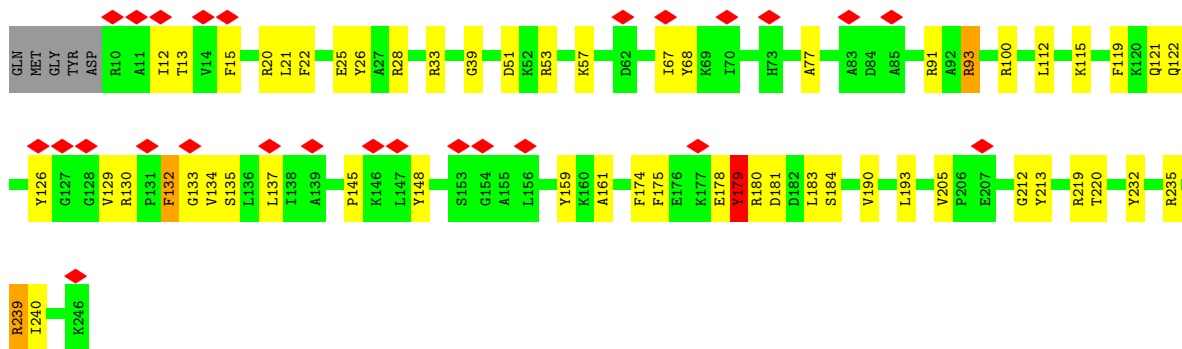 GLN MET GLY TYR ASP R10 A11 I12 T13 V14 F15 R20 L21 F22 E25 Y26 A27 R28 R33 G39 D51 K52 R53 K57 D62 I67 Y68 K69 I70 H73 A77 A83 D84 A85 R91 A92 R93 R100 L112 K115 F119 K120 Q121 Q122
Y126 G127 G128 V129 R130 P131 F132 G133 V134 S135 L136 L137 I138 A139 P145 K146 L147 Y148 S153 G154 A155 L156 Y159 K160 A161 F174 F175 E176 K177 E178 Y179 R180 D181 D182 L183 S184 V190 L193 V205 P206 E207 G212 Y213 R219 T220 Y232 R235
R239 I240 K246